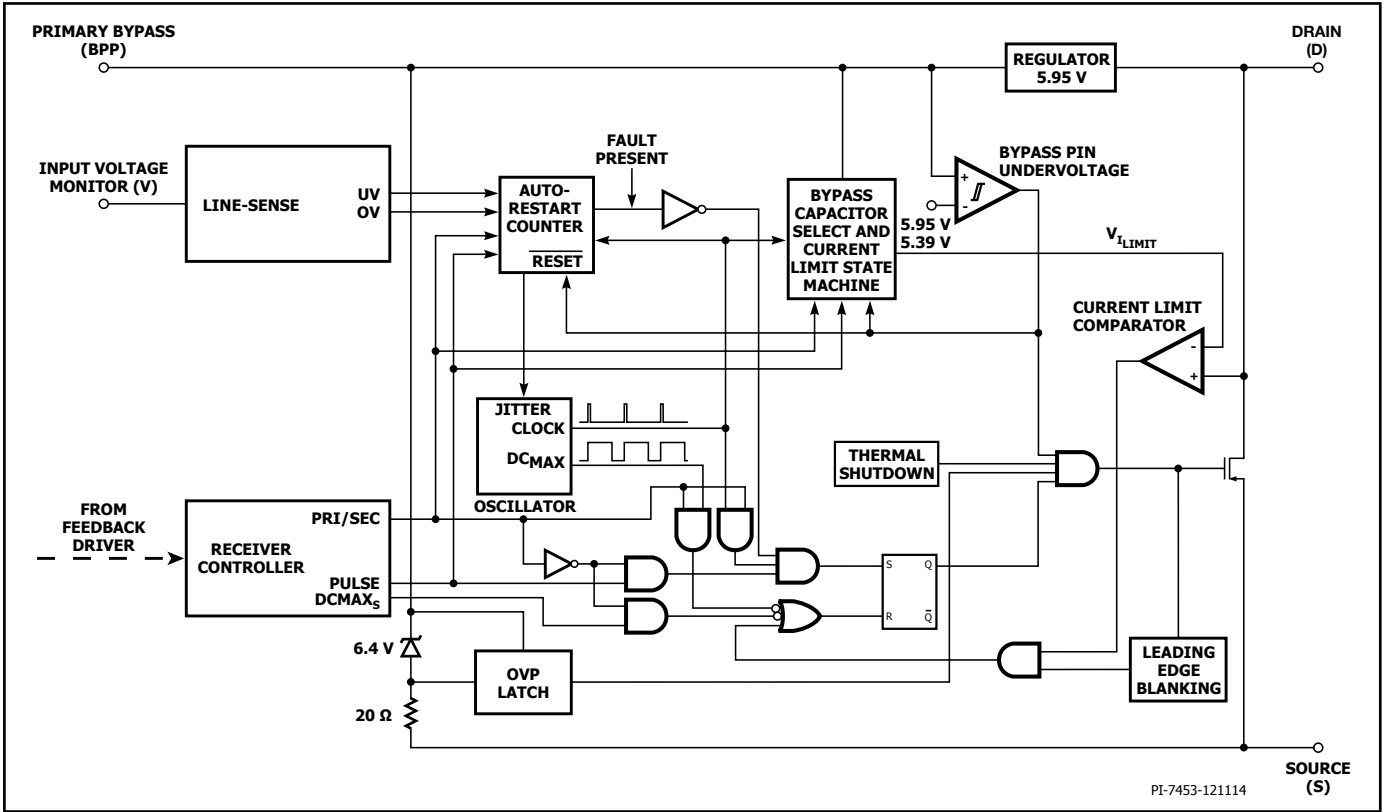 PRIMARY BYPASS
(BPP)
DRAIN
(D)
REGULATOR
5.95 V
INPUT VOLTAGE
MONITOR (V)
LINE-SENSE
UV
OV
FAULT
PRESENT
AUTO-
RESTART
COUNTER
RESET
BYPASS
CAPACITOR
SELECT AND
CURRENT
LIMIT STATE
MACHINE
BYPASS PIN
UNDERVOLTAGE
+
-
5.95 V
5.39 V
VILIMIT
CURRENT LIMIT
COMPARATOR
-
+
JITTER
CLOCK
DCMAX
OSCILLATOR
THERMAL
SHUTDOWN
FROM
FEEDBACK
DRIVER
RECEIVER
CONTROLLER
PRI/SEC
PULSE
DCMAXS
S
Q
R
Q̅
6.4 V
OVP
LATCH
20 Ω
LEADING
EDGE
BLANKING
SOURCE
(S)
PI-7453-121114